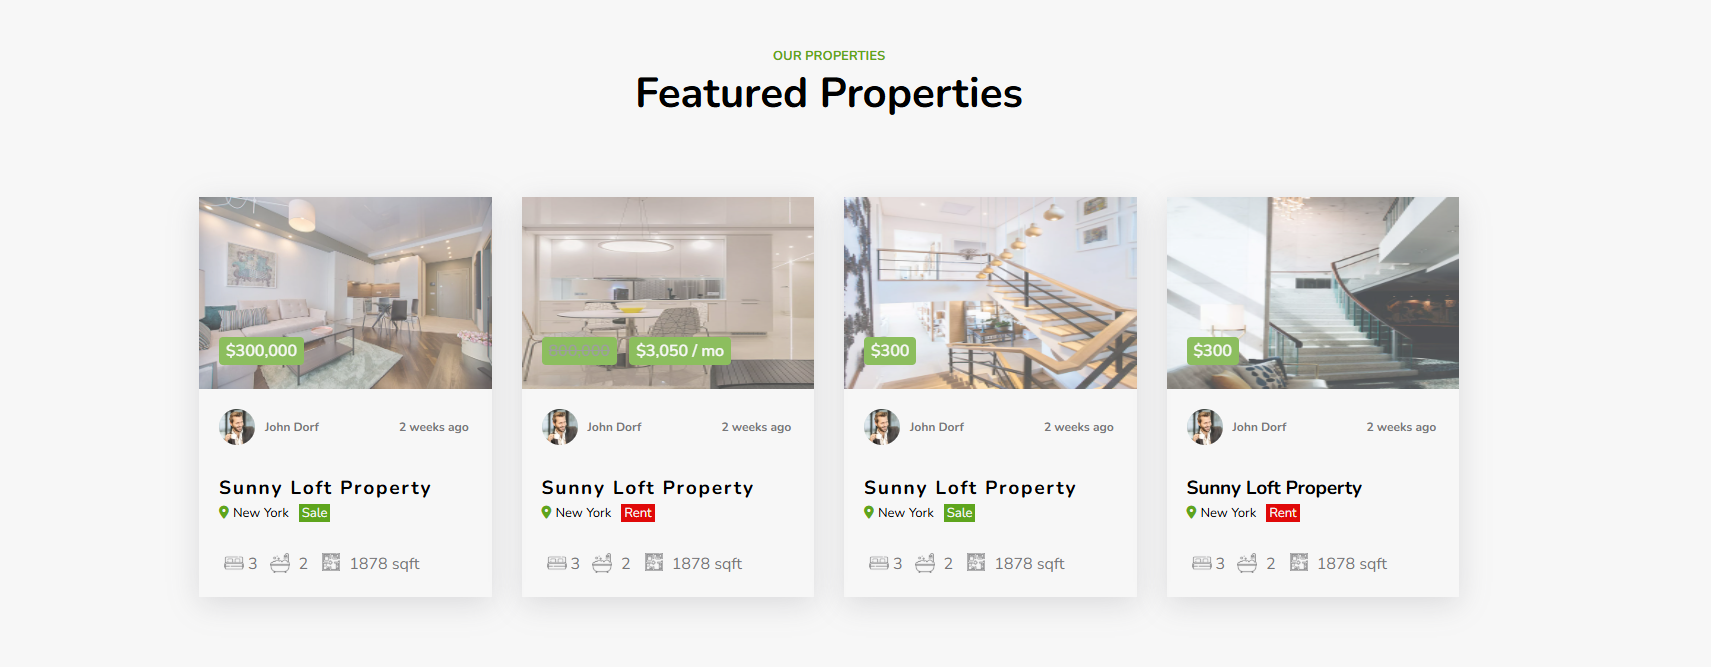 OUR PROPERTIES
Featured Properties
$300,000
John Dorf 2 weeks ago
Sunny Loft Property
New York Sale
3 2 1878 sqft
800,000 $3,050 / mo
John Dorf 2 weeks ago
Sunny Loft Property
New York Rent
3 2 1878 sqft
$300
John Dorf 2 weeks ago
Sunny Loft Property
New York Sale
3 2 1878 sqft
$300
John Dorf 2 weeks ago
Sunny Loft Property
New York Rent
3 2 1878 sqft